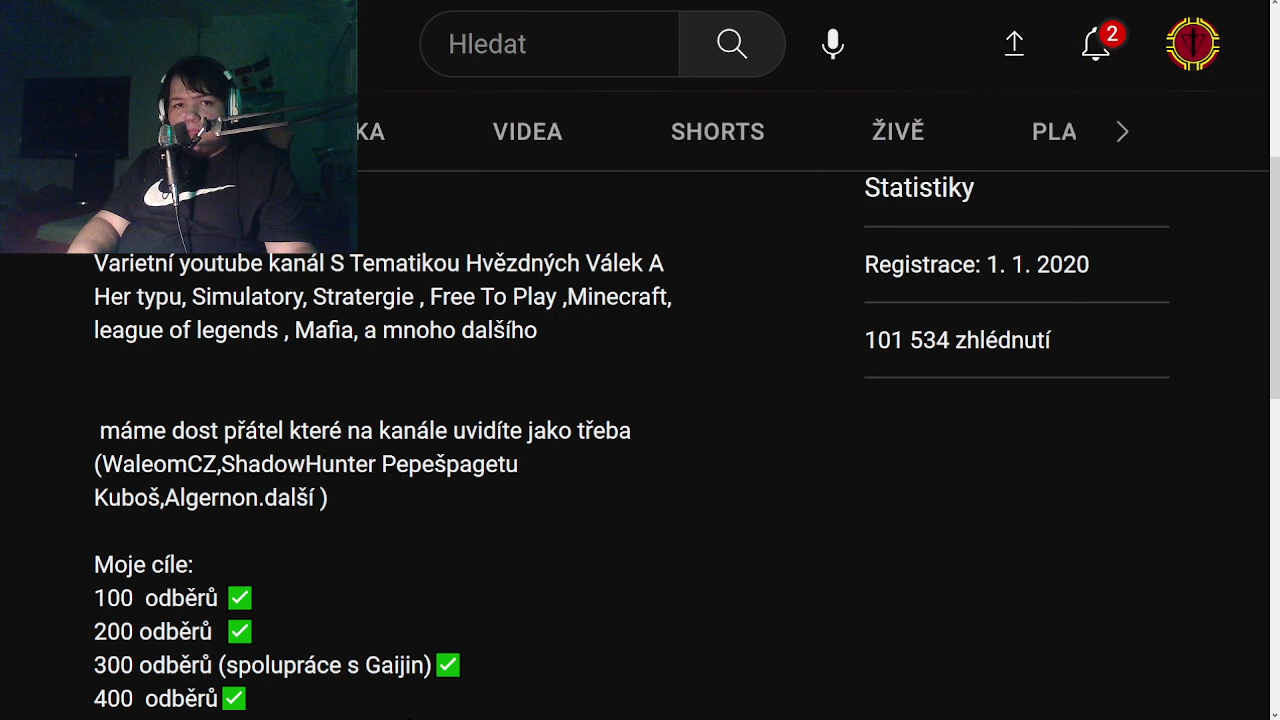 Hledat
2
KA
VIDEA
SHORTS
ŽIVĚ
PLA
Statistiky
Registrace: 1. 1. 2020
101 534 zhlédnutí
Varietní youtube kanál S Tematikou Hvězdných Válek A
Her typu, Simulatory, Stratergie , Free To Play ,Minecraft,
league of legends , Mafia, a mnoho dalšího
máme dost přátel které na kanále uvidíte jako třeba
(WaleomCZ,ShadowHunter Pepešpagetu
Kuboš,Algernon.další )
Moje cíle:
100  odběrů ✅
200 odběrů  ✅
300 odběrů (spolupráce s Gaijin)✅
400  odběrů✅